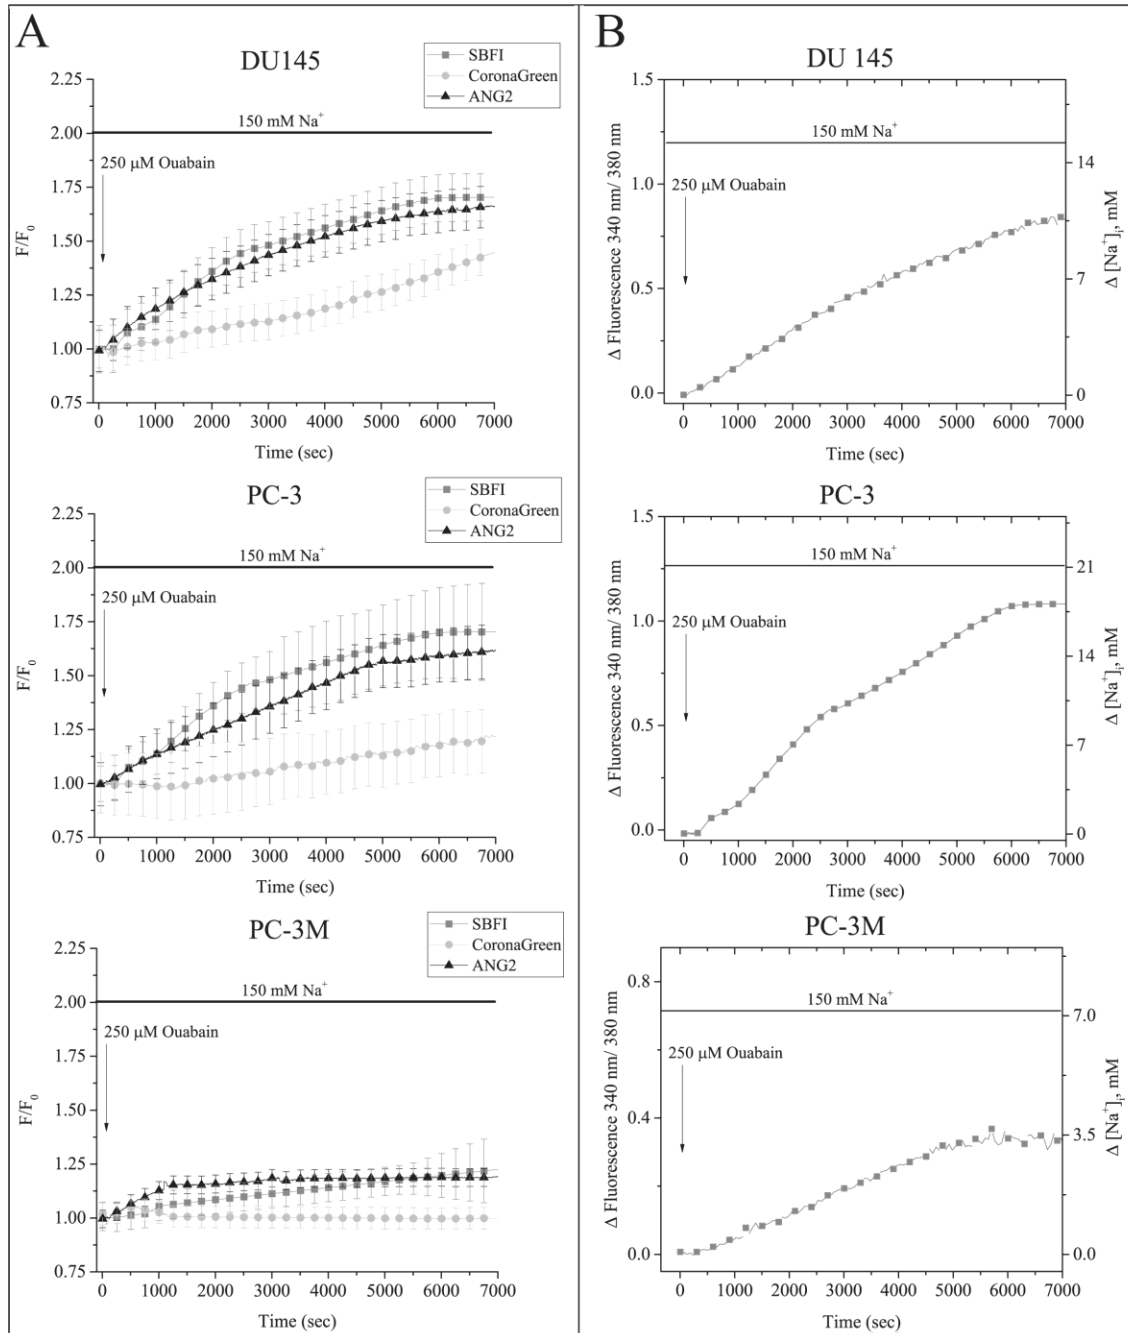 A
DU145
SBFI
CoronaGreen
ANG2
2.25
2.00
1.75
1.50
1.25
1.00
0.75
F/F0
150 mM Na+
250 μM Ouabain
0 1000 2000 3000 4000 5000 6000 7000
Time (sec)
PC-3
SBFI
CoronaGreen
ANG2
2.25
2.00
1.75
1.50
1.25
1.00
0.75
F/F0
150 mM Na+
250 μM Ouabain
0 1000 2000 3000 4000 5000 6000 7000
Time (sec)
PC-3M
SBFI
CoronaGreen
ANG2
2.25
2.00
1.75
1.50
1.25
1.00
0.75
F/F0
150 mM Na+
250 μM Ouabain
0 1000 2000 3000 4000 5000 6000 7000
Time (sec)
B
DU 145
1.5
1.0
0.5
0.0
Δ Fluorescence 340 nm/ 380 nm
150 mM Na+
250 μM Ouabain
14
7
0
Δ [Na+]i, mM
0 1000 2000 3000 4000 5000 6000 7000
Time (sec)
PC-3
1.5
1.0
0.5
0.0
Δ Fluorescence 340 nm/ 380 nm
150 mM Na+
250 μM Ouabain
21
14
7
0
Δ [Na+]i, mM
0 1000 2000 3000 4000 5000 6000 7000
Time (sec)
PC-3M
0.8
0.4
0.0
Δ Fluorescence 340 nm/ 380 nm
150 mM Na+
250 μM Ouabain
7.0
3.5
0.0
Δ [Na+]i, mM
0 1000 2000 3000 4000 5000 6000 7000
Time (sec)